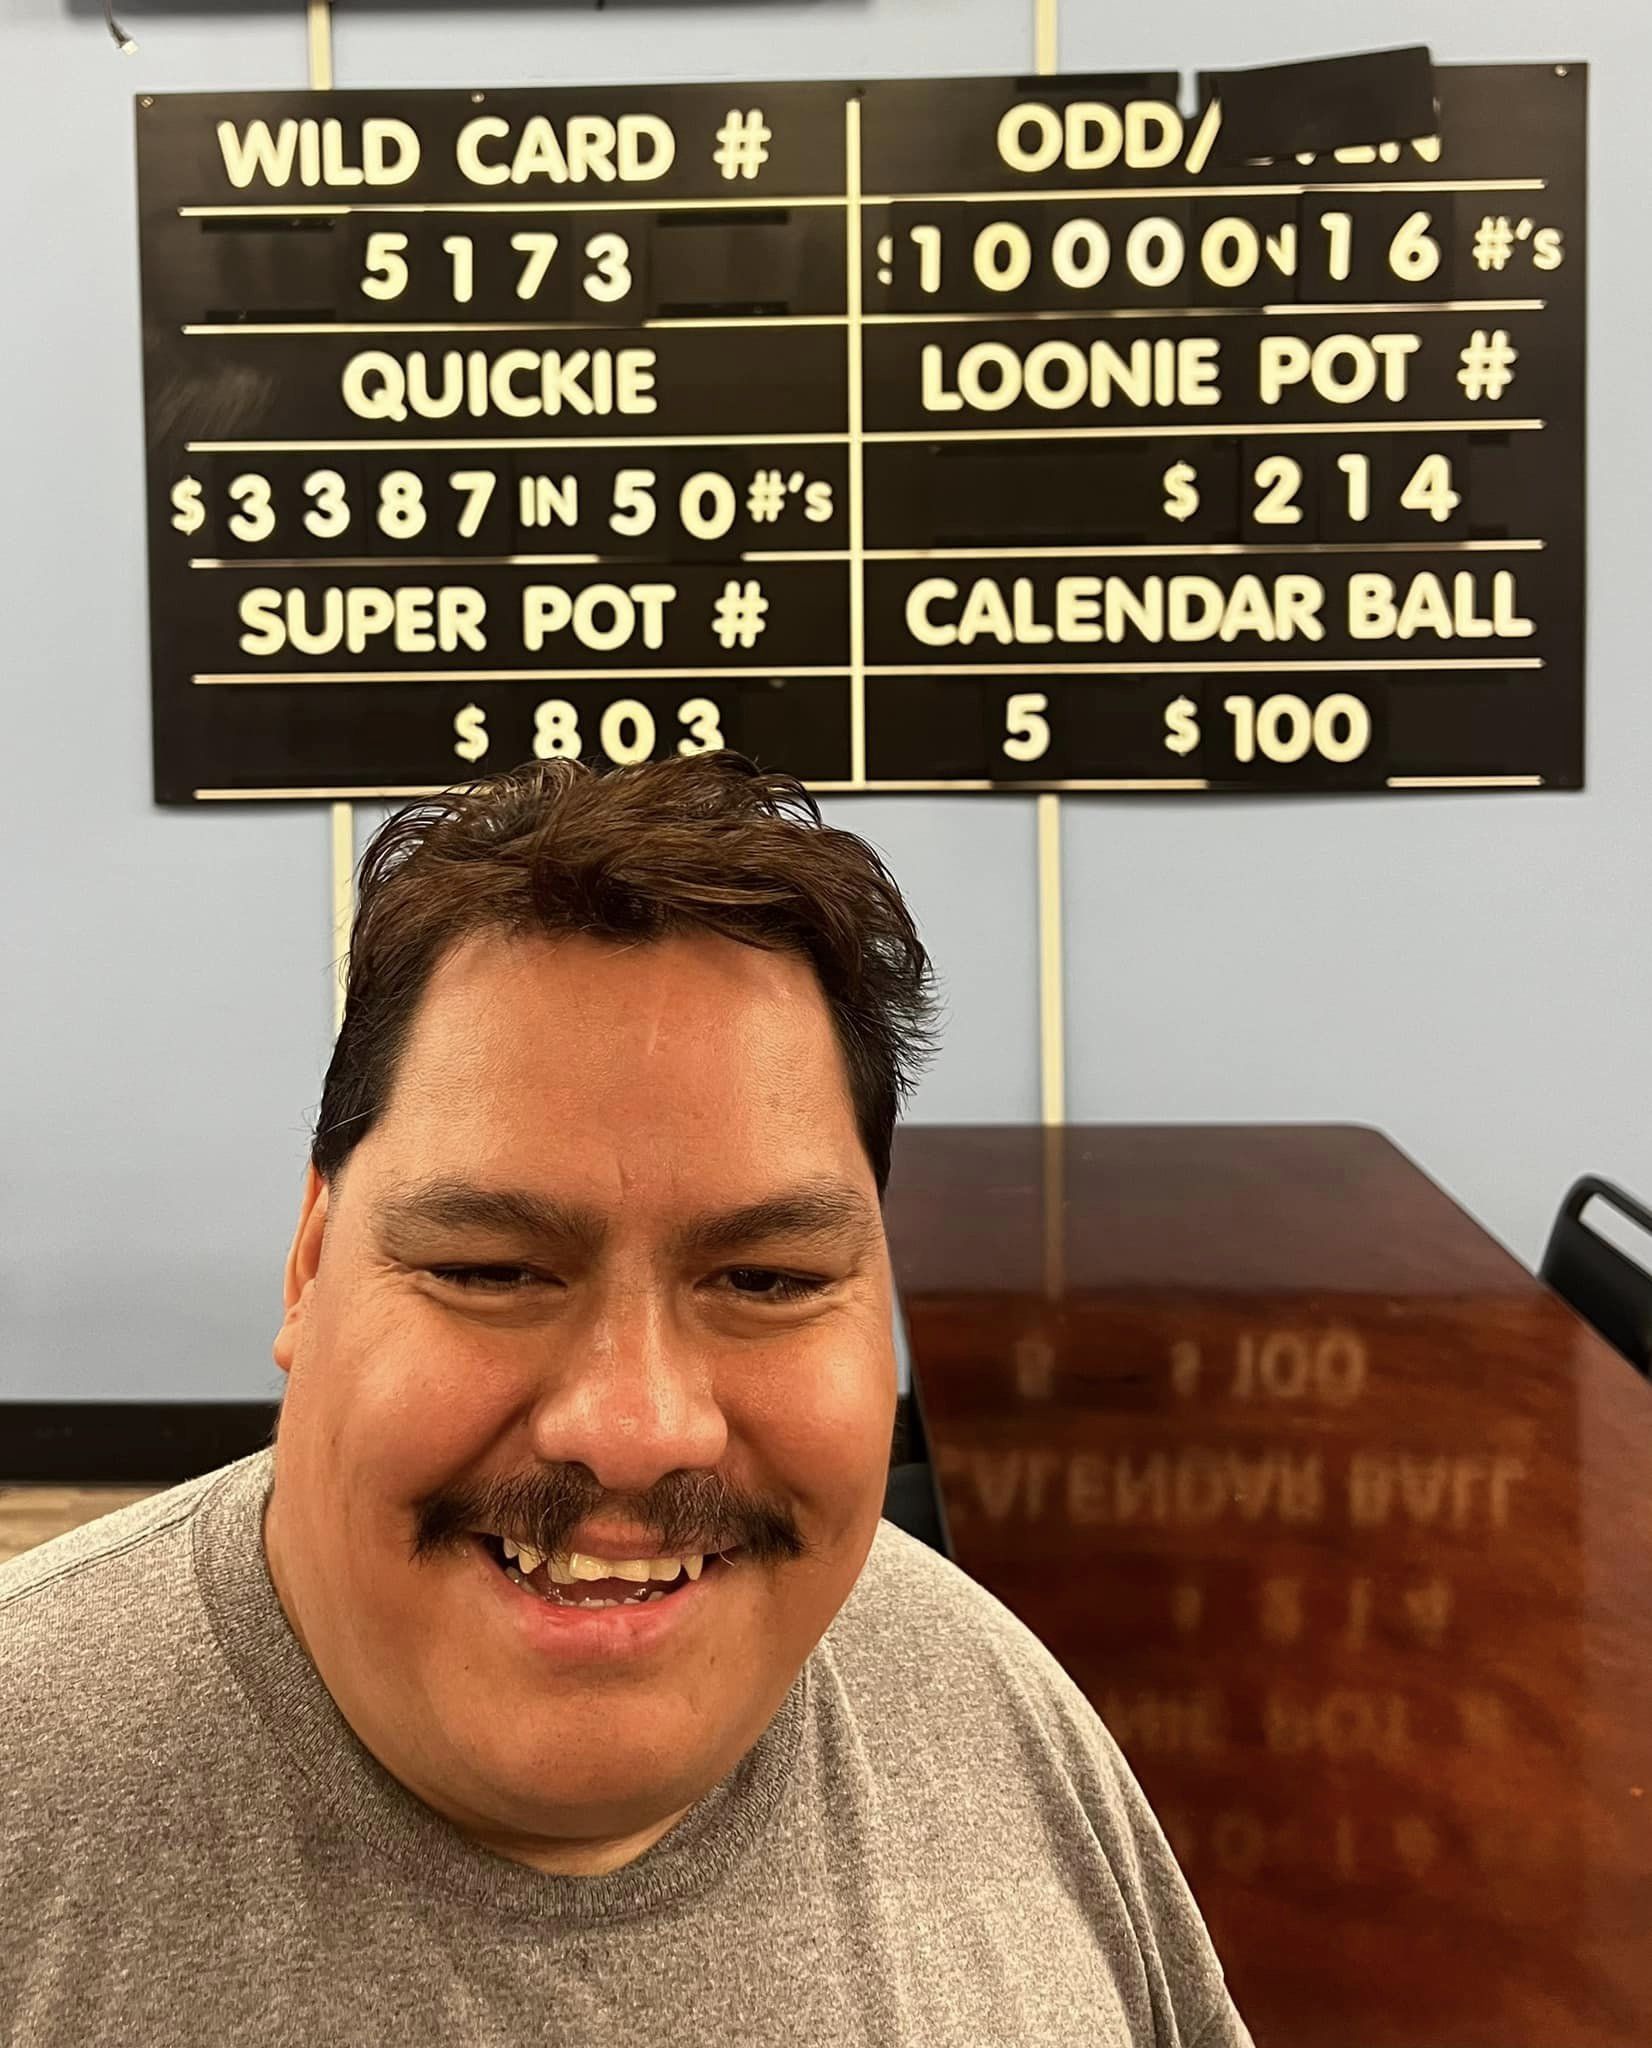 WILD CARD #
5173
QUICKIE
$3387 IN 50 #'s
SUPER POT #
$803
ODD/
$10000 16 #'s
LOONIE POT #
$214
CALENDAR BALL
5 $100